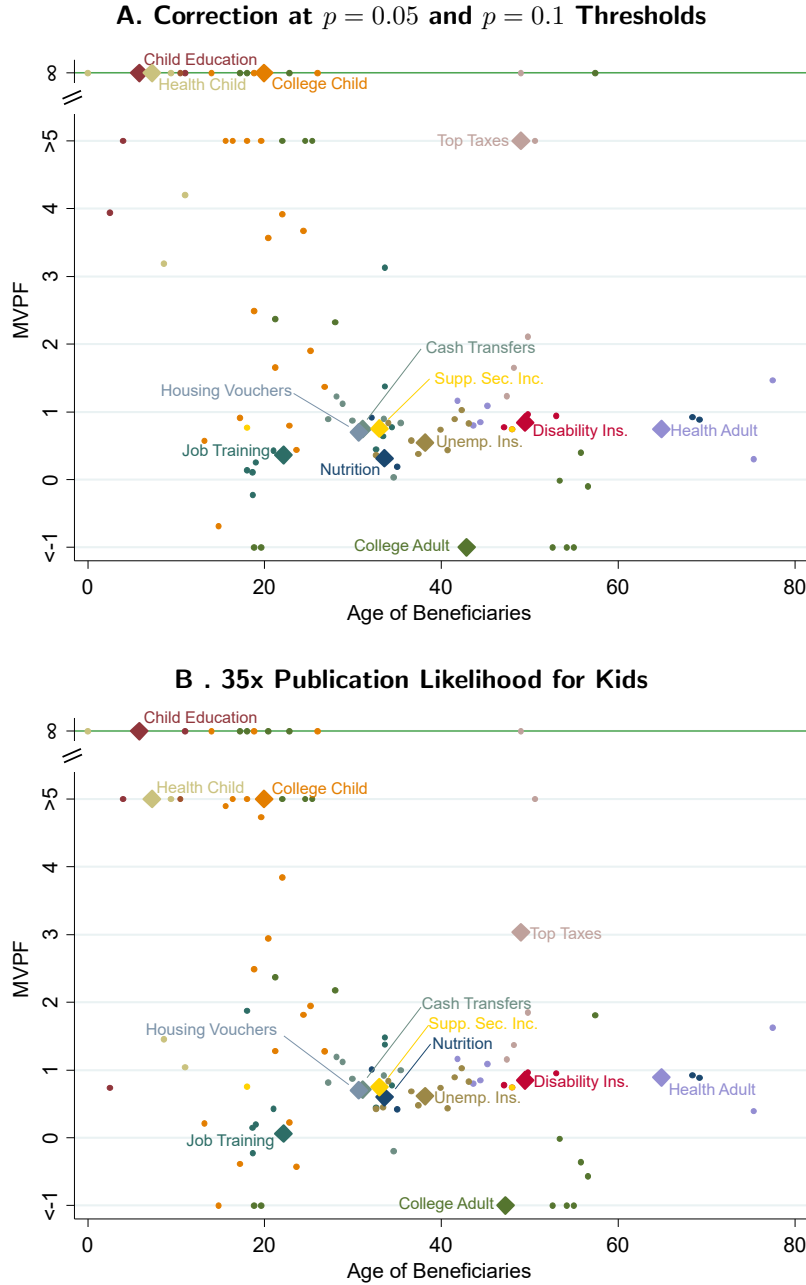 A. Correction at p = 0.05 and p = 0.1 Thresholds
Child Education
∞
Health Child
College Child
>5
Top Taxes
4
3
MVPF
2
Cash Transfers
Supp. Sec. Inc.
Housing Vouchers
1
Job Training
Nutrition
Unemp. Ins.
Disability Ins.
Health Adult
0
College Adult
<-1
0 20 40 60 80
Age of Beneficiaries
B . 35x Publication Likelihood for Kids
Child Education
∞
Health Child
College Child
>5
4
3
Top Taxes
MVPF
2
Cash Transfers
Housing Vouchers
Supp. Sec. Inc.
Nutrition
1
Disability Ins.
Unemp. Ins.
Health Adult
Job Training
0
College Adult
<-1
0 20 40 60 80
Age of Beneficiaries